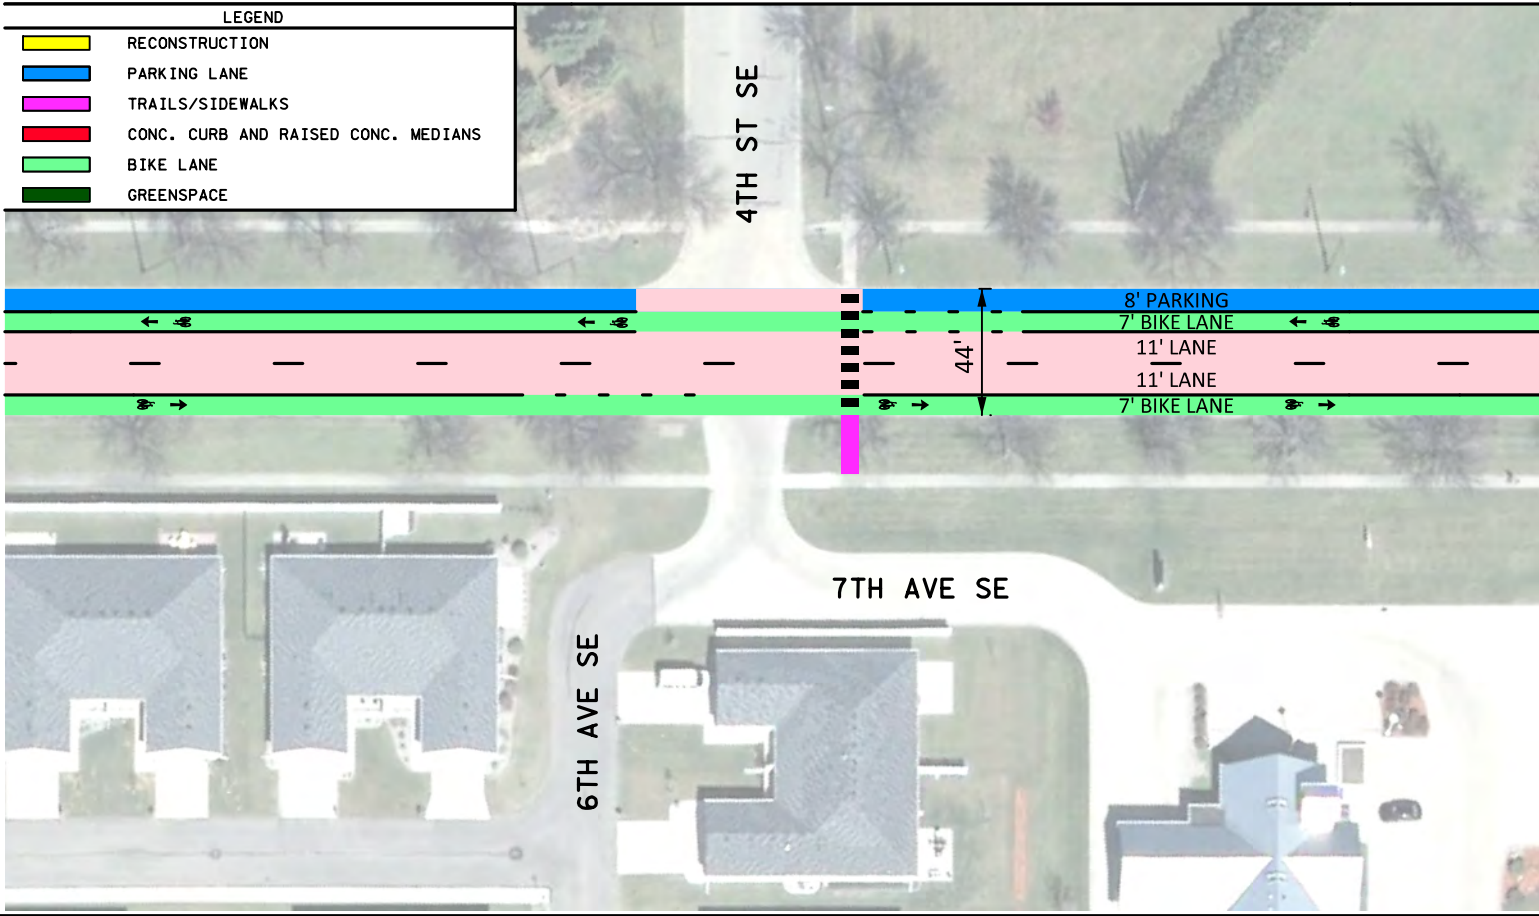 LEGEND
RECONSTRUCTION
PARKING LANE
TRAILS/SIDEWALKS
CONC. CURB AND RAISED CONC. MEDIANS
BIKE LANE
GREENSPACE
4TH ST SE
8' PARKING
7' BIKE LANE
11' LANE
44'
11' LANE
7' BIKE LANE
7TH AVE SE
6TH AVE SE